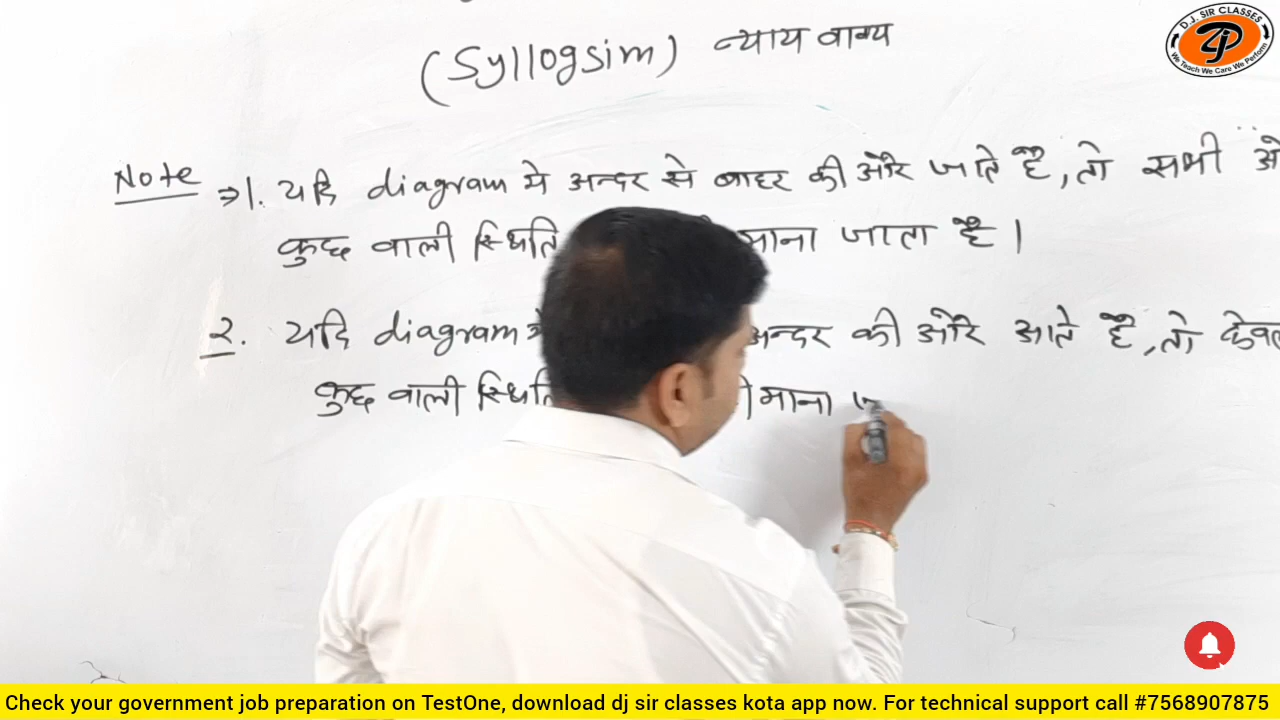 (Syllogsim) न्याय वाग्य
D.J. SIR CLASSES
We Teach We Care We Perform
Note ⇒ 1. यदि diagram मे अन्दर से बाहर की और जाते है, तो सभी
कुछ वाली स्थिति माना जाता है।
2. यदि diagram अन्दर की और आते है, तो केवल
कुछ वाली स्थिति माना
Check your government job preparation on TestOne, download dj sir classes kota app now. For technical support call #7568907875